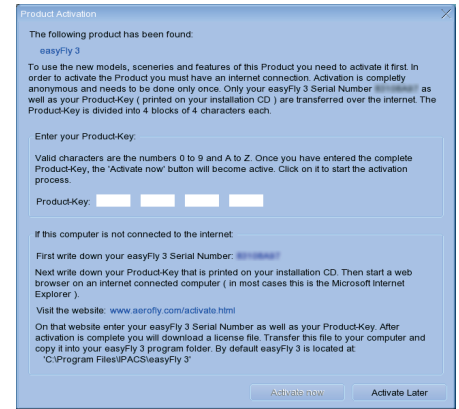 Product Activation
The following product has been found:
easyFly 3
To use the new models, sceneries and features of this Product you need to activate it first. In
order to activate the Product you must have an internet connection. Activation is completly
anonymous and needs to be done only once. Only your easyFly 3 Serial Number as
well as your Product-Key ( printed on your installation CD ) are transferred over the internet. The
Product-Key is divided into 4 blocks of 4 characters each.
Enter your Product-Key:
Valid characters are the numbers 0 to 9 and A to Z. Once you have entered the complete
Product-Key, the 'Activate now' button will become active. Click on it to start the activation
process.
Product-Key:
If this computer is not connected to the internet:
First write down your easyFly 3 Serial Number:
Next write down your Product-Key that is printed on your installation CD. Then start a web
browser on an internet connected computer ( in most cases this is the Microsoft Internet
Explorer ).
Visit the website: www.aerofly.com/activate.html
On that website enter your easyFly 3 Serial Number as well as your Product-Key. After
activation is complete you will download a license file. Transfer this file to your computer and
copy it into your easyFly 3 program folder. By default easyFly 3 is located at:
'C:\Program Files\IPACS\easyFly 3'
Activate now
Activate Later